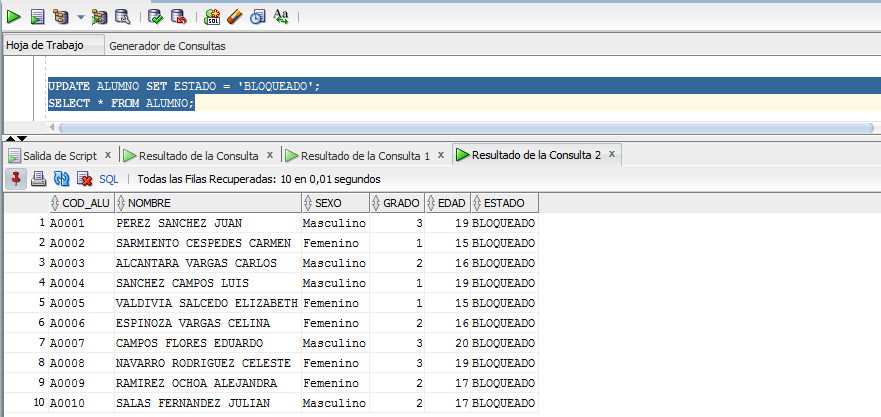 SQL
Aa
Hoja de Trabajo Generador de Consultas
UPDATE ALUMNO SET ESTADO = 'BLOQUEADO';
SELECT * FROM ALUMNO;
Salida de Script x Resultado de la Consulta x Resultado de la Consulta 1 x Resultado de la Consulta 2 x
SQL | Todas las Filas Recuperadas: 10 en 0,01 segundos
COD_ALU NOMBRE SEXO GRADO EDAD ESTADO
1 A0001 PEREZ SANCHEZ JUAN Masculino 3 19 BLOQUEADO
2 A0002 SARMIENTO CESPEDES CARMEN Femenino 1 15 BLOQUEADO
3 A0003 ALCANTARA VARGAS CARLOS Masculino 2 16 BLOQUEADO
4 A0004 SANCHEZ CAMPOS LUIS Masculino 1 19 BLOQUEADO
5 A0005 VALDIVIA SALCEDO ELIZABETH Femenino 1 15 BLOQUEADO
6 A0006 ESPINOZA VARGAS CELINA Femenino 2 16 BLOQUEADO
7 A0007 CAMPOS FLORES EDUARDO Masculino 3 20 BLOQUEADO
8 A0008 NAVARRO RODRIGUEZ CELESTE Femenino 3 19 BLOQUEADO
9 A0009 RAMIREZ OCHOA ALEJANDRA Femenino 2 17 BLOQUEADO
10 A0010 SALAS FERNANDEZ JULIAN Masculino 2 17 BLOQUEADO